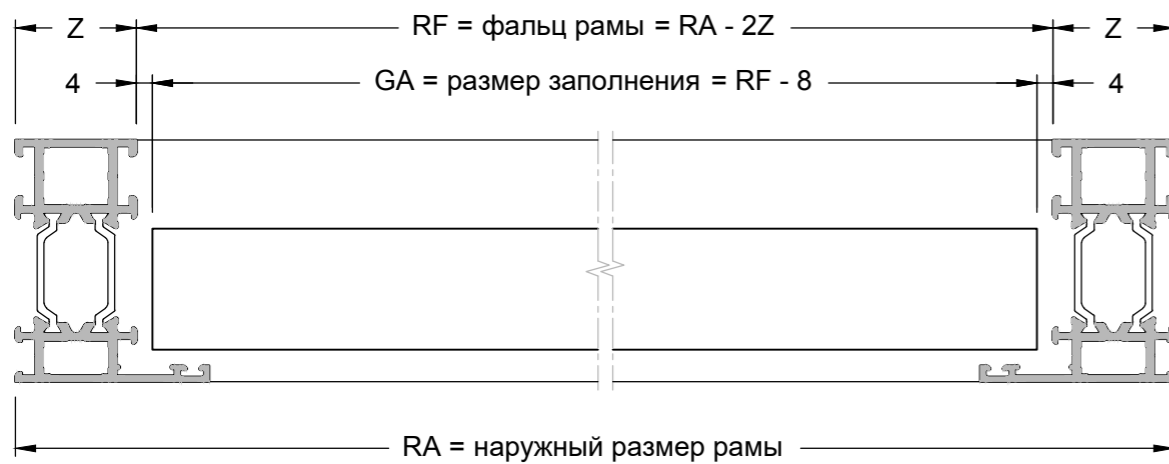 Z RF = фальц рамы = RA - 2Z Z
4 GA = размер заполнения = RF - 8 4
RA = наружный размер рамы